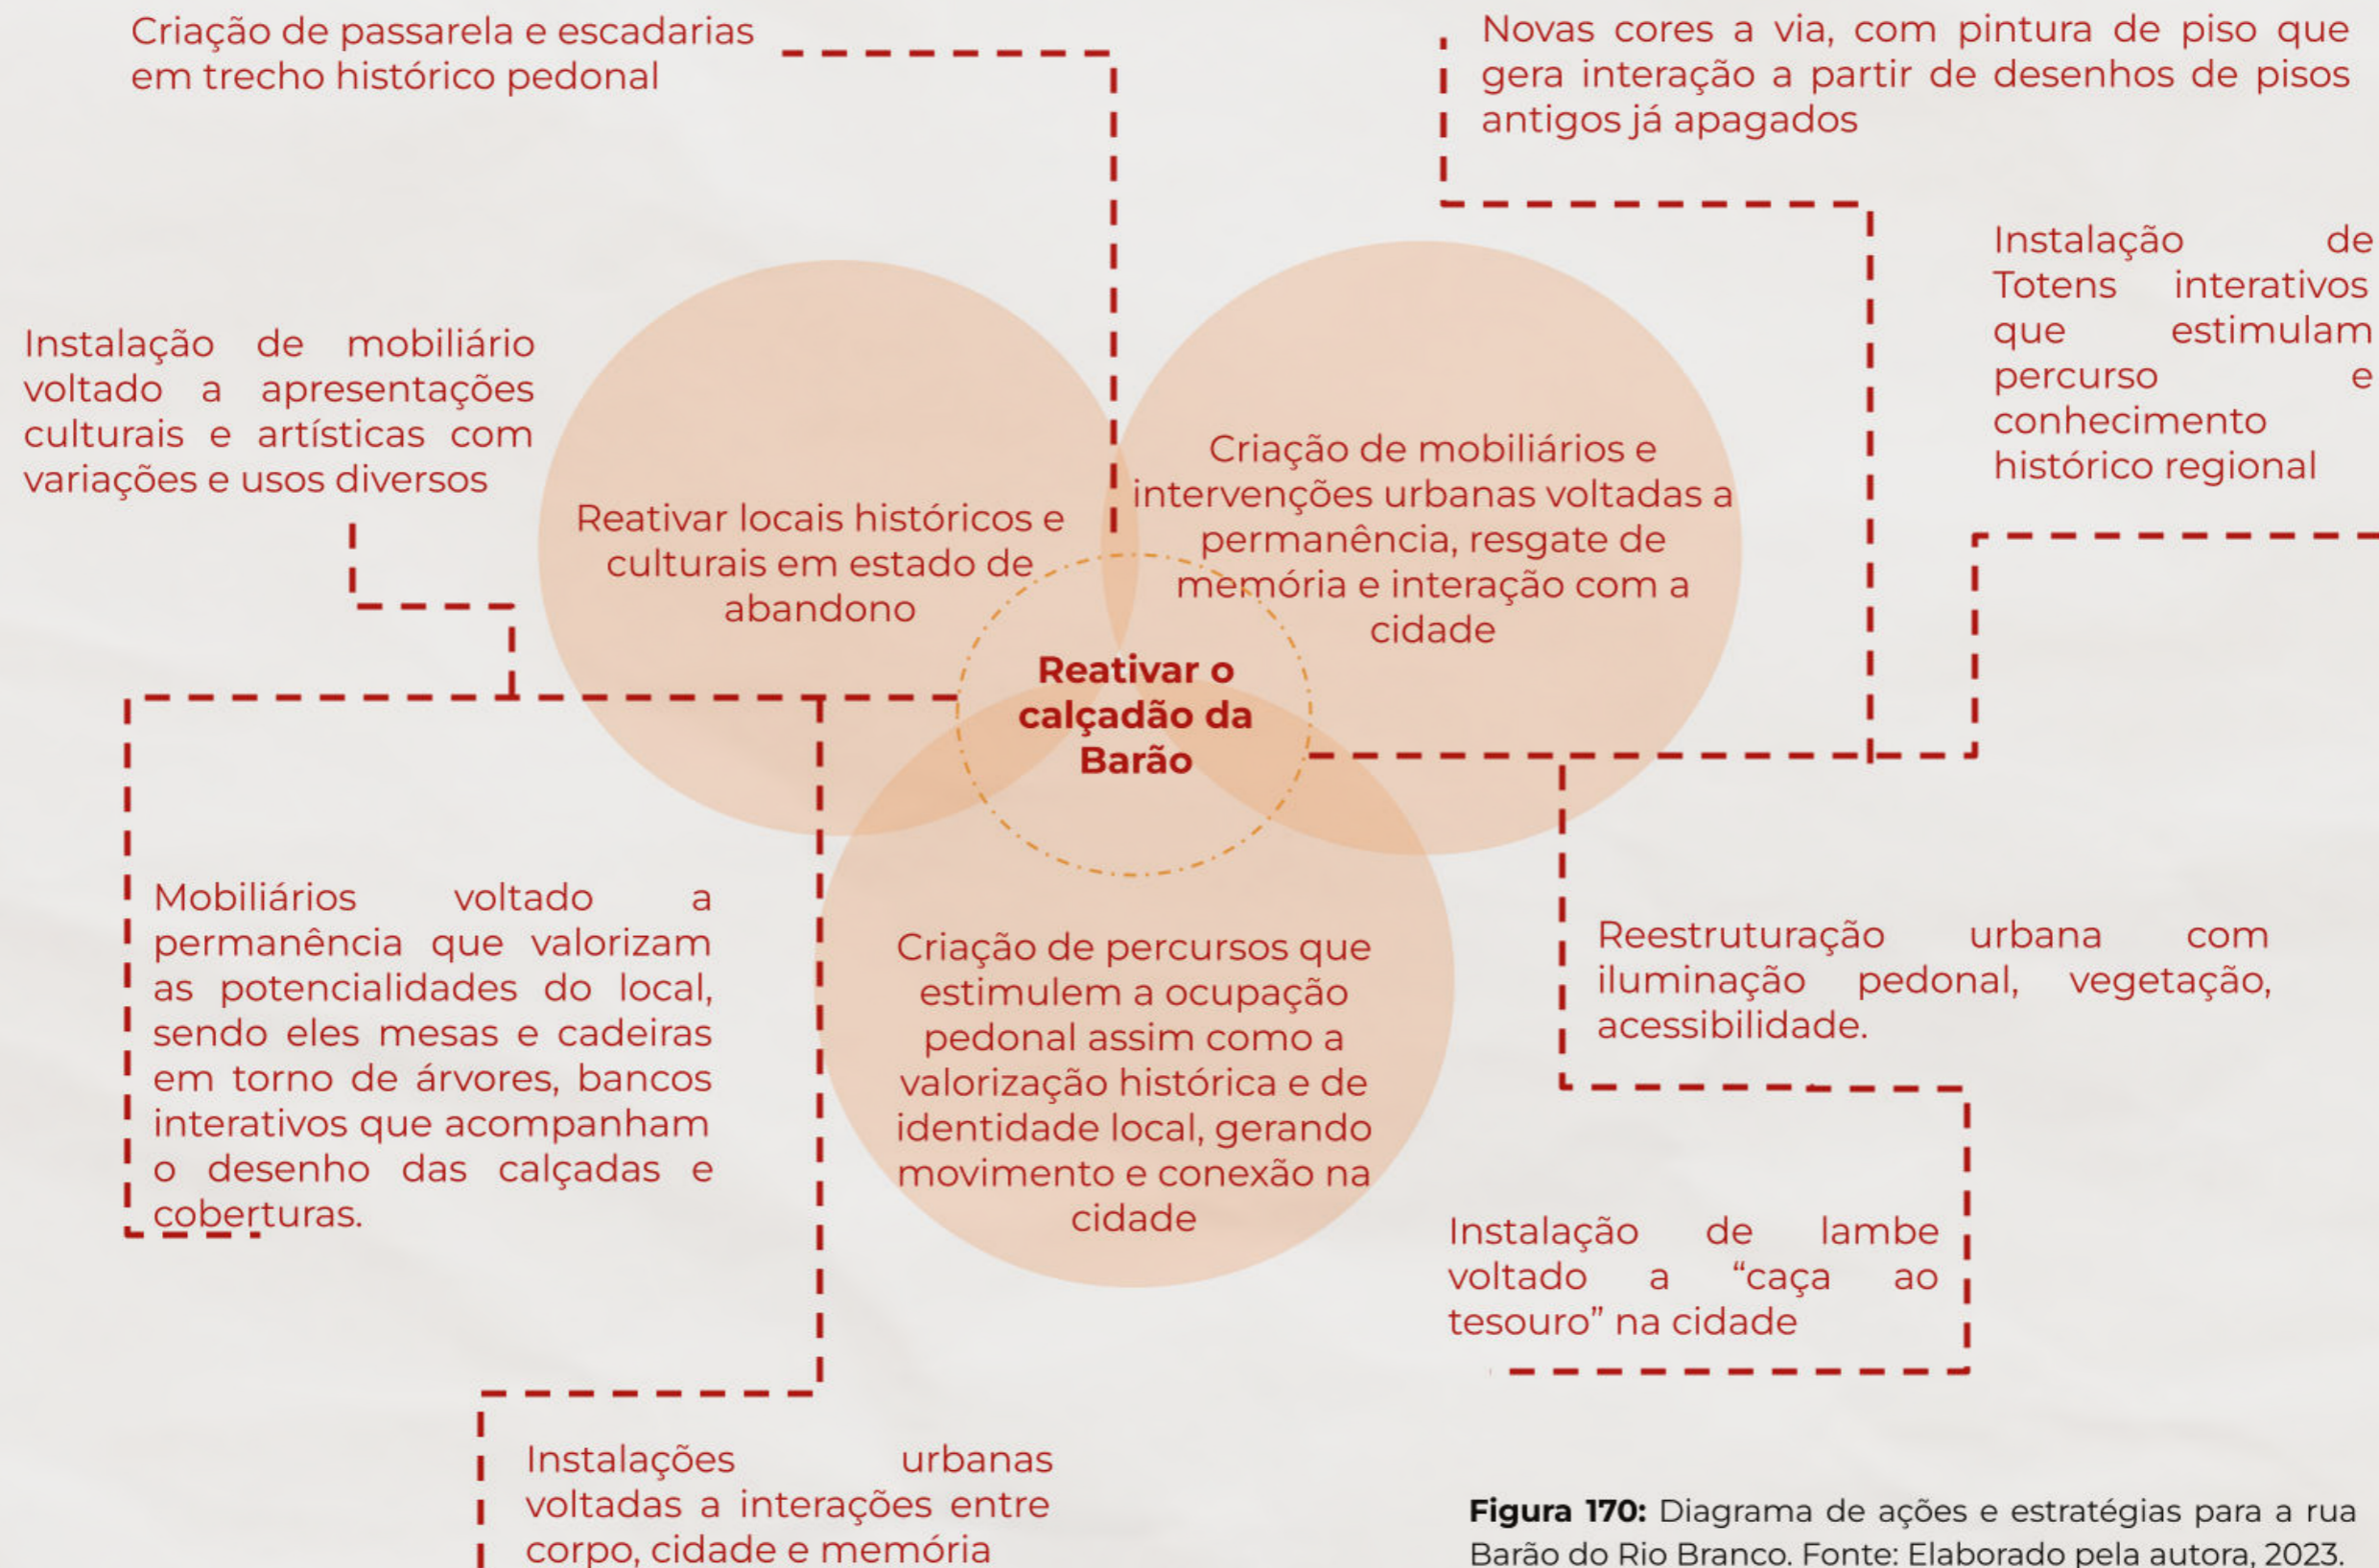 Criação de passarela e escadarias
em trecho histórico pedonal
Novas cores a via, com pintura de piso que
gera interação a partir de desenhos de pisos
antigos já apagados
Instalação de
Totens interativos
que estimulam
percurso e
conhecimento
histórico regional
Instalação de mobiliário
voltado a apresentações
culturais e artísticas com
variações e usos diversos
Reativar locais históricos e
culturais em estado de
abandono
Criação de mobiliários e
intervenções urbanas voltadas a
permanência, resgate de
memória e interação com a
cidade
Reativar o
calçadão da
Barão
Mobiliários voltado a
permanência que valorizam
as potencialidades do local,
sendo eles mesas e cadeiras
em torno de árvores, bancos
interativos que acompanham
o desenho das calçadas e
coberturas.
Criação de percursos que
estimulem a ocupação
pedonal assim como a
valorização histórica e de
identidade local, gerando
movimento e conexão na
cidade
Reestruturação urbana com
iluminação pedonal, vegetação,
acessibilidade.
Instalação de lambe
voltado a “caça ao
tesouro” na cidade
Instalações urbanas
voltadas a interações entre
corpo, cidade e memória
Figura 170: Diagrama de ações e estratégias para a rua
Barão do Rio Branco. Fonte: Elaborado pela autora, 2023.